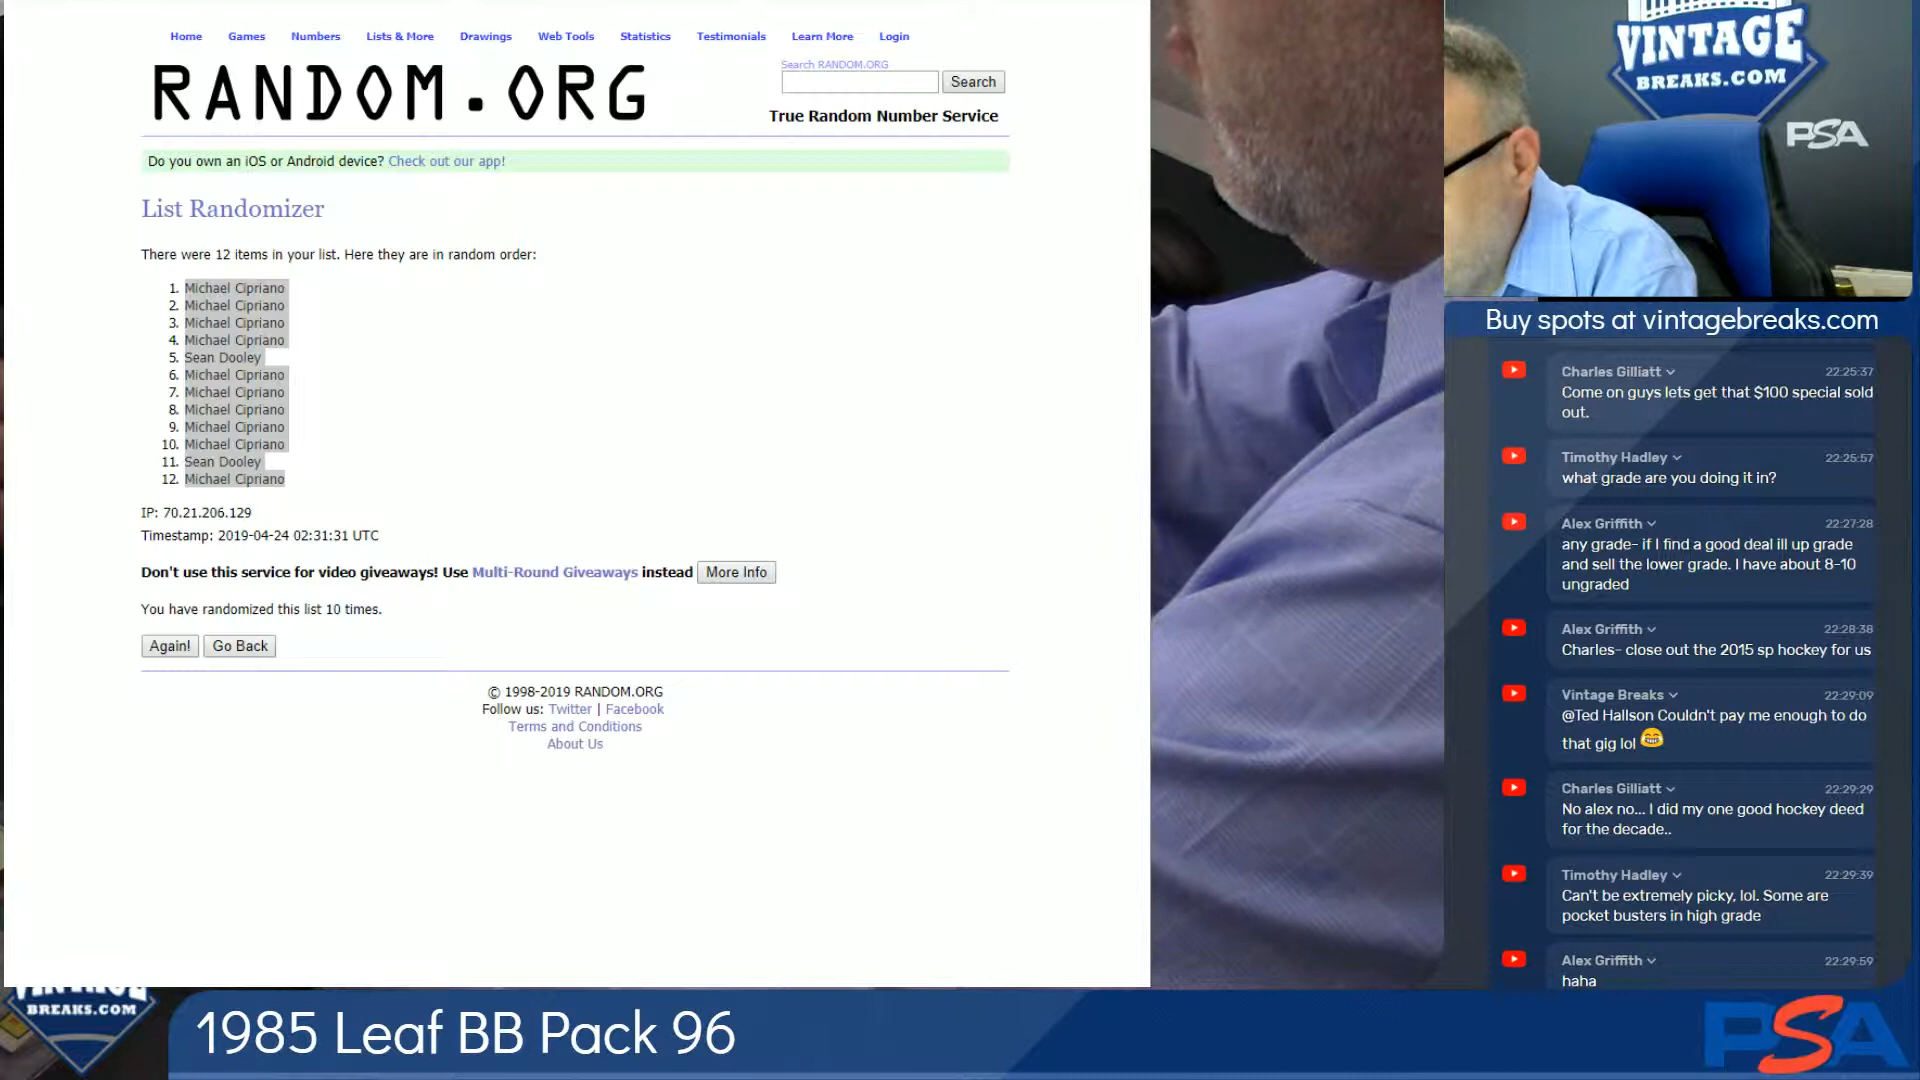 Home Games Numbers Lists & More Drawings Web Tools Statistics Testimonials Learn More Login
RANDOM.ORG
Search RANDOM.ORG
Search
True Random Number Service
Do you own an iOS or Android device? Check out our app!
List Randomizer
There were 12 items in your list. Here they are in random order:
1. Michael Cipriano
2. Michael Cipriano
3. Michael Cipriano
4. Michael Cipriano
5. Sean Dooley
6. Michael Cipriano
7. Michael Cipriano
8. Michael Cipriano
9. Michael Cipriano
10. Michael Cipriano
11. Sean Dooley
12. Michael Cipriano
IP: 70.21.206.129
Timestamp: 2019-04-24 02:31:31 UTC
Don't use this service for video giveaways! Use Multi-Round Giveaways instead More Info
You have randomized this list 10 times.
Again! Go Back
© 1998-2019 RANDOM.ORG
Follow us: Twitter | Facebook
Terms and Conditions
About Us
VINTAGE
BREAKS.COM
PSA
Buy spots at vintagebreaks.com
Charles Gilliatt 22:25:37
Come on guys lets get that $100 special sold
out.
Timothy Hadley 22:25:57
what grade are you doing it in?
Alex Griffith 22:27:28
any grade- if I find a good deal ill up grade
and sell the lower grade. I have about 8-10
ungraded
Alex Griffith 22:28:38
Charles- close out the 2015 sp hockey for us
Vintage Breaks 22:29:09
@Ted Hallson Couldn't pay me enough to do
that gig lol 😂
Charles Gilliatt 22:29:29
No alex no... I did my one good hockey deed
for the decade..
Timothy Hadley 22:29:39
Can't be extremely picky, lol. Some are
pocket busters in high grade
Alex Griffith 22:29:59
haha
VINTAGE
BREAKS.COM
1985 Leaf BB Pack 96
PSA